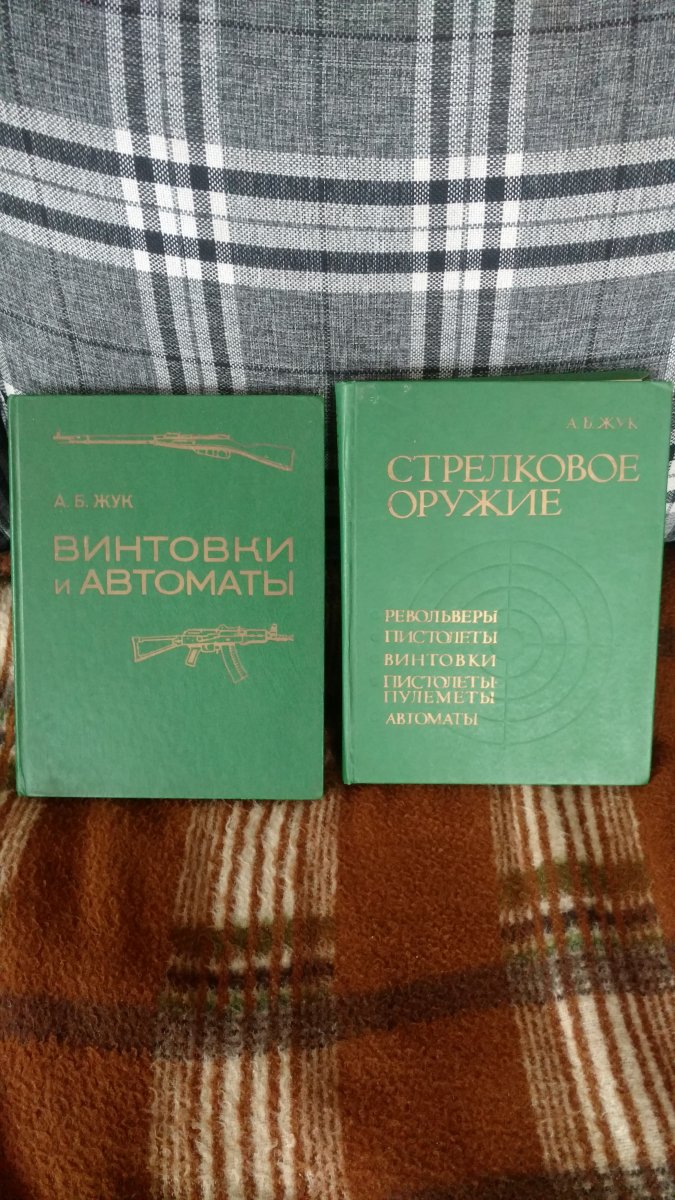 А. Б. ЖУК
ВИНТОВКИ
и АВТОМАТЫ
А. Б. ЖУК
СТРЕЛКОВОЕ
ОРУЖИЕ
РЕВОЛЬВЕРЫ
ПИСТОЛЕТЫ
ВИНТОВКИ
ПИСТОЛЕТЫ-
ПУЛЕМЕТЫ
АВТОМАТЫ